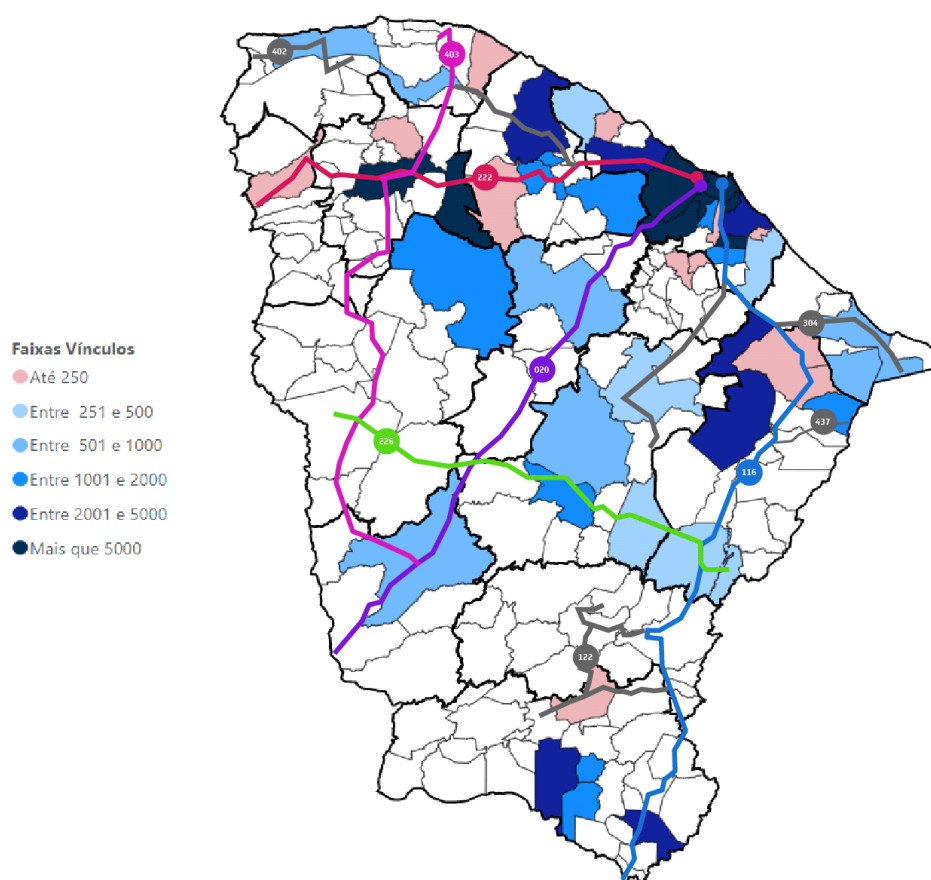 402
403
222
304
Faixas Vínculos
020
Até 250
Entre 251 e 500
437
Entre 501 e 1000
226
116
Entre 1001 e 2000
Entre 2001 e 5000
Mais que 5000
122